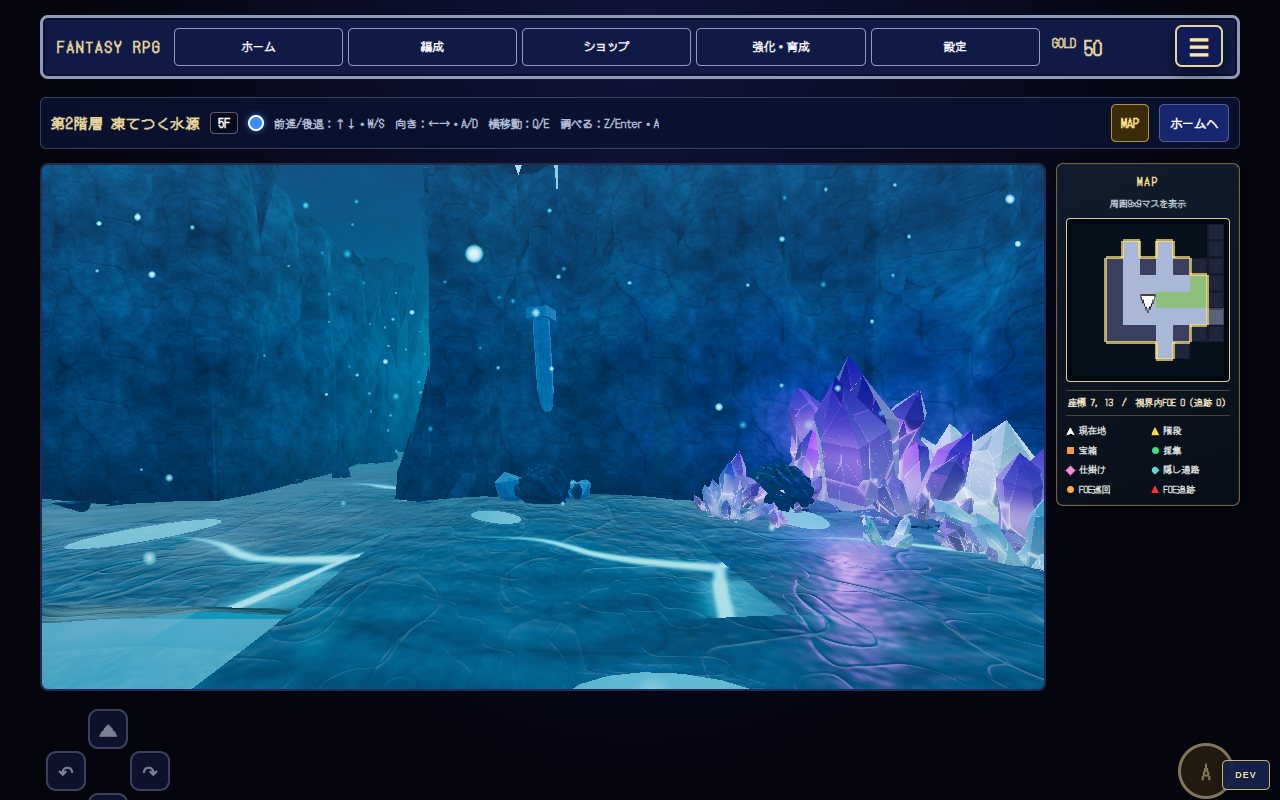 FANTASY RPG ホーム 編成 ショップ 強化・育成 設定 GOLD 50
第2階層 凍てつく水源 5F 前進/後退：↑↓・W/S 向き：←→・A/D 横移動：Q/E 調べる：Z/Enter・A MAP ホームへ
MAP
周囲9x9マスを表示
座標 7, 13 / 視界内FOE 0 (追跡 0)
現在地 階段
宝箱 採集
仕掛け 隠し通路
FOE巡回 FOE追跡
A DEV